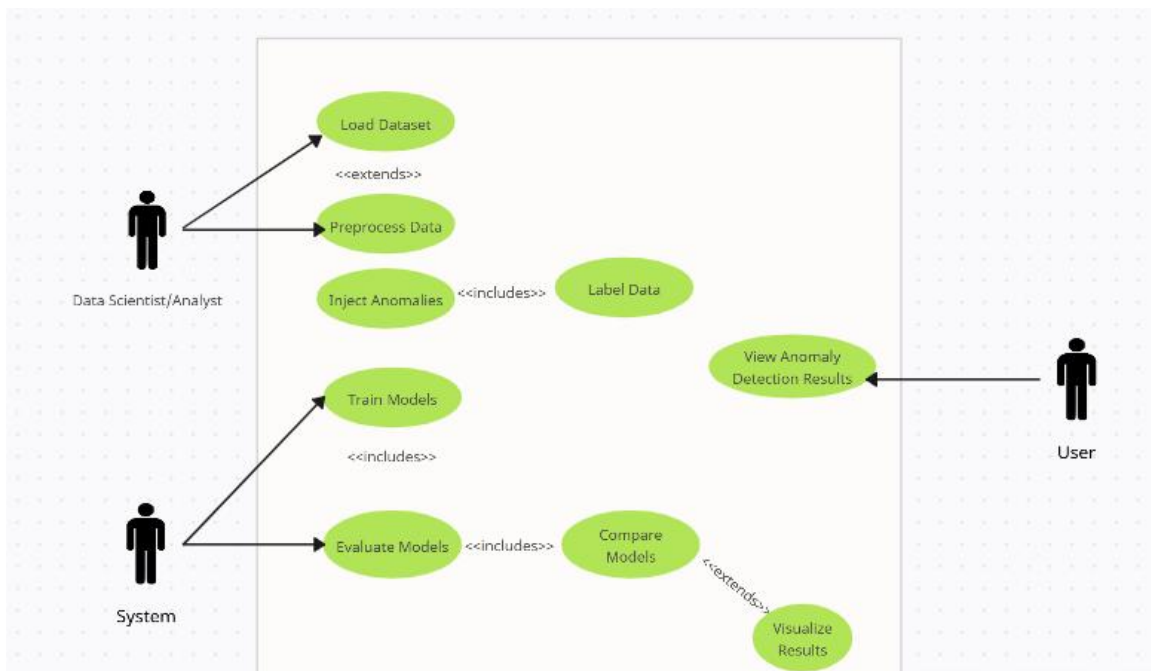 Load Dataset
<<extends>>
Preprocess Data
Data Scientist/Analyst
Inject Anomalies
<<includes>>
Label Data
View Anomaly
Detection Results
Train Models
User
<<includes>>
Evaluate Models
<<includes>>
Compare
Models
<<extends>>
System
Visualize
Results